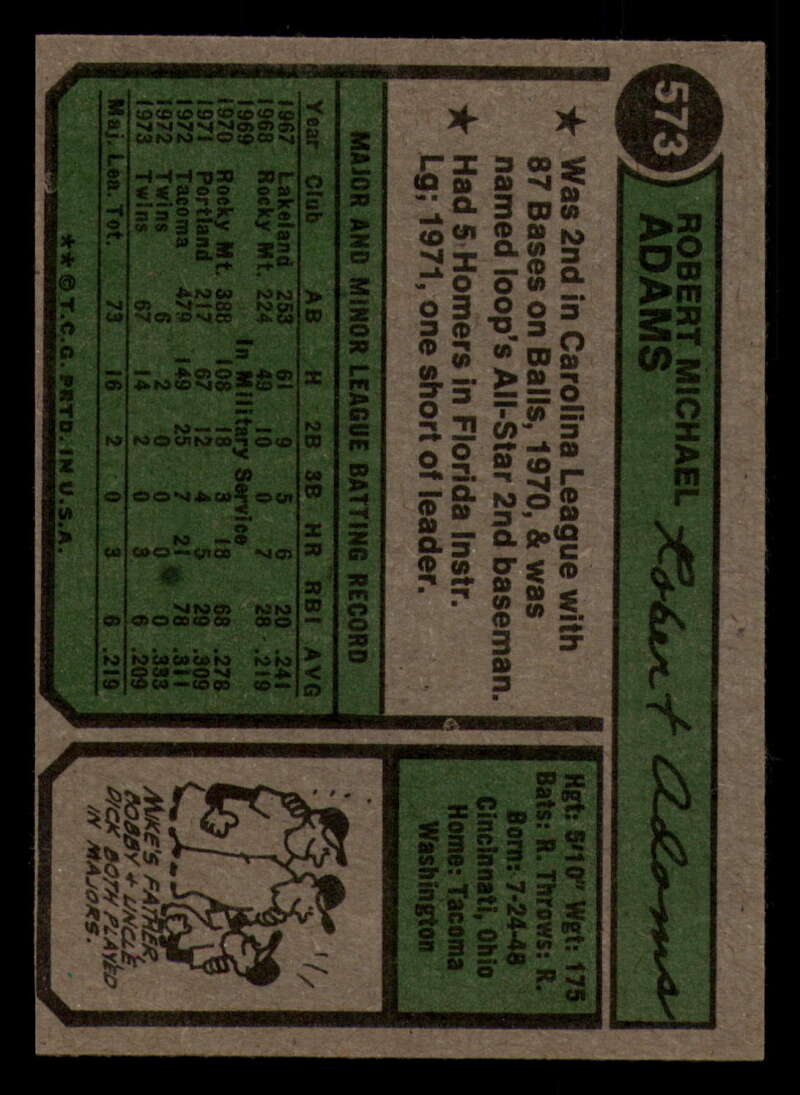 573
ROBERT MICHAEL
ADAMS
Robert Adams
★ Was 2nd in Carolina League with
87 Bases on Balls, 1970, & was
named loop's All-Star 2nd baseman.
★ Had 5 Homers in Florida Instr.
Lg; 1971, one short of leader.
MAJOR AND MINOR LEAGUE BATTING RECORD
Year Club AB H 2B 3B HR RBI AVG
1967 Lakeland 253 61 9 5 6 20 .241
1968 Rocky Mt. 224 49 10 0 7 28 .219
1969 In Military Service
1970 Rocky Mt. 388 108 18 3 18 68 .278
1971 Portland 217 67 12 4 5 29 .309
1972 Tacoma 479 149 25 7 21 78 .311
1972 Twins 6 2 0 0 0 0 .333
1973 Twins 67 14 2 0 3 6 .209
Maj. Lea. Tot. 73 16 2 0 3 6 .219
★★©T.C.G. PRTD. IN U.S.A.
Hgt: 5'10" Wgt: 175
Bats: R. Throws: R.
Born: 7-24-48
Cincinnati, Ohio
Home: Tacoma
Washington
MIKE'S FATHER,
BOBBY + UNCLE,
DICK BOTH PLAYED
IN MAJORS.